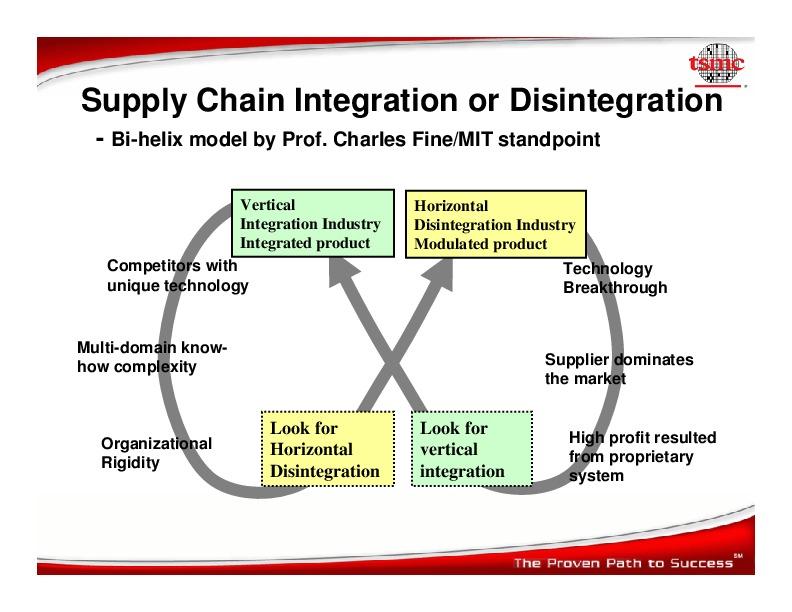 tsmc
Supply Chain Integration or Disintegration
- Bi-helix model by Prof. Charles Fine/MIT standpoint
Vertical
Integration Industry
Integrated product
Horizontal
Disintegration Industry
Modulated product
Competitors with
unique technology
Technology
Breakthrough
Multi-domain know-
how complexity
Supplier dominates
the market
Organizational
Rigidity
Look for
Horizontal
Disintegration
Look for
vertical
integration
High profit resulted
from proprietary
system
The Proven Path to Success℠